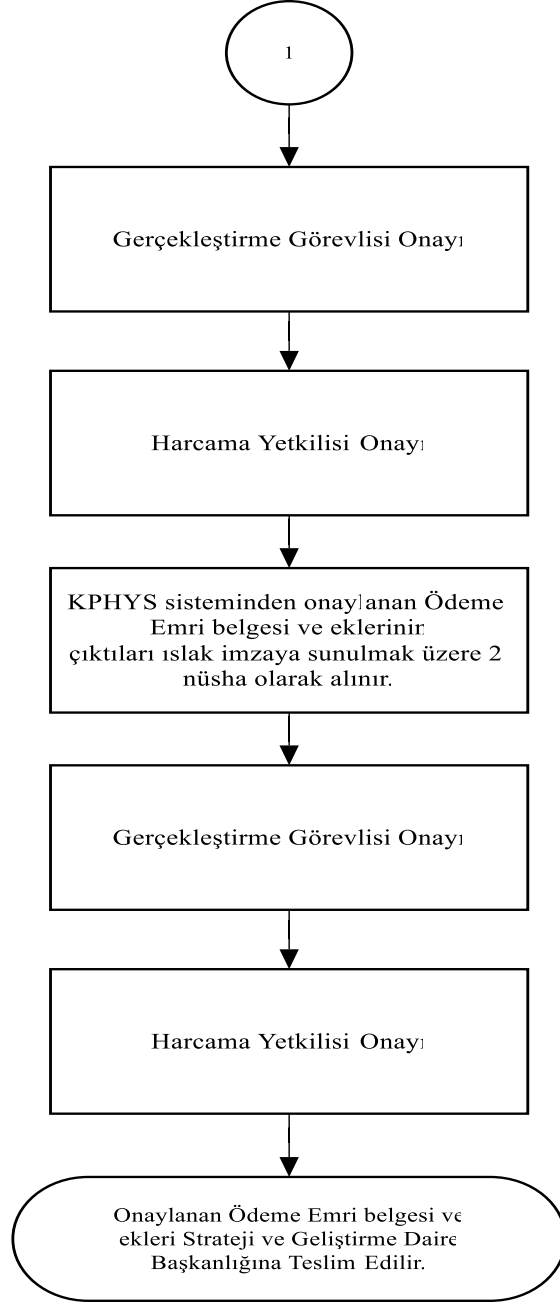 1
Gerçekleştirme Görevlisi Onayı
Harcama Yetkilisi Onayı
KPHYS sisteminden onaylanan Ödeme
Emri belgesi ve eklerinin
çıktıları ıslak imzaya sunulmak üzere 2
nüsha olarak alınır.
Gerçekleştirme Görevlisi Onayı
Harcama Yetkilisi Onayı
Onaylanan Ödeme Emri belgesi ve
ekleri Strateji ve Geliştirme Daire
Başkanlığına Teslim Edilir.